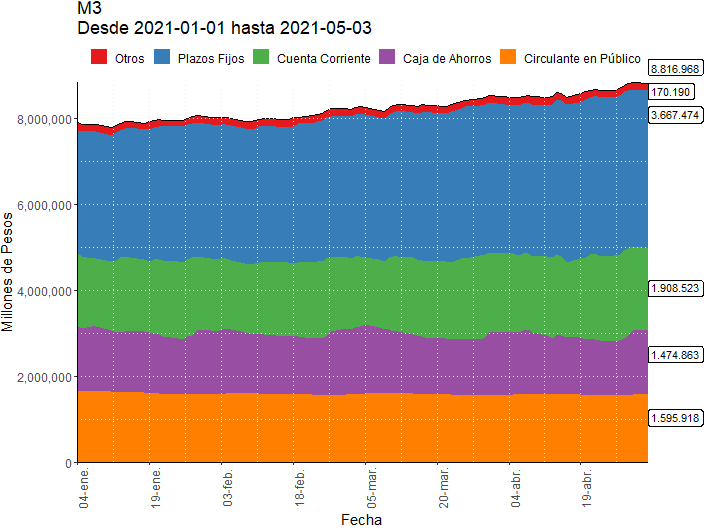 M3
Desde 2021-01-01 hasta 2021-05-03
Otros Plazos Fijos Cuenta Corriente Caja de Ahorros Circulante en Público
8.816.968
170.190
3.667.474
1.908.523
1.474.863
1.595.918
Millones de Pesos
8,000,000
6,000,000
4,000,000
2,000,000
0
04-ene.
19-ene.
03-feb.
18-feb.
05-mar.
20-mar.
04-abr.
19-abr.
Fecha